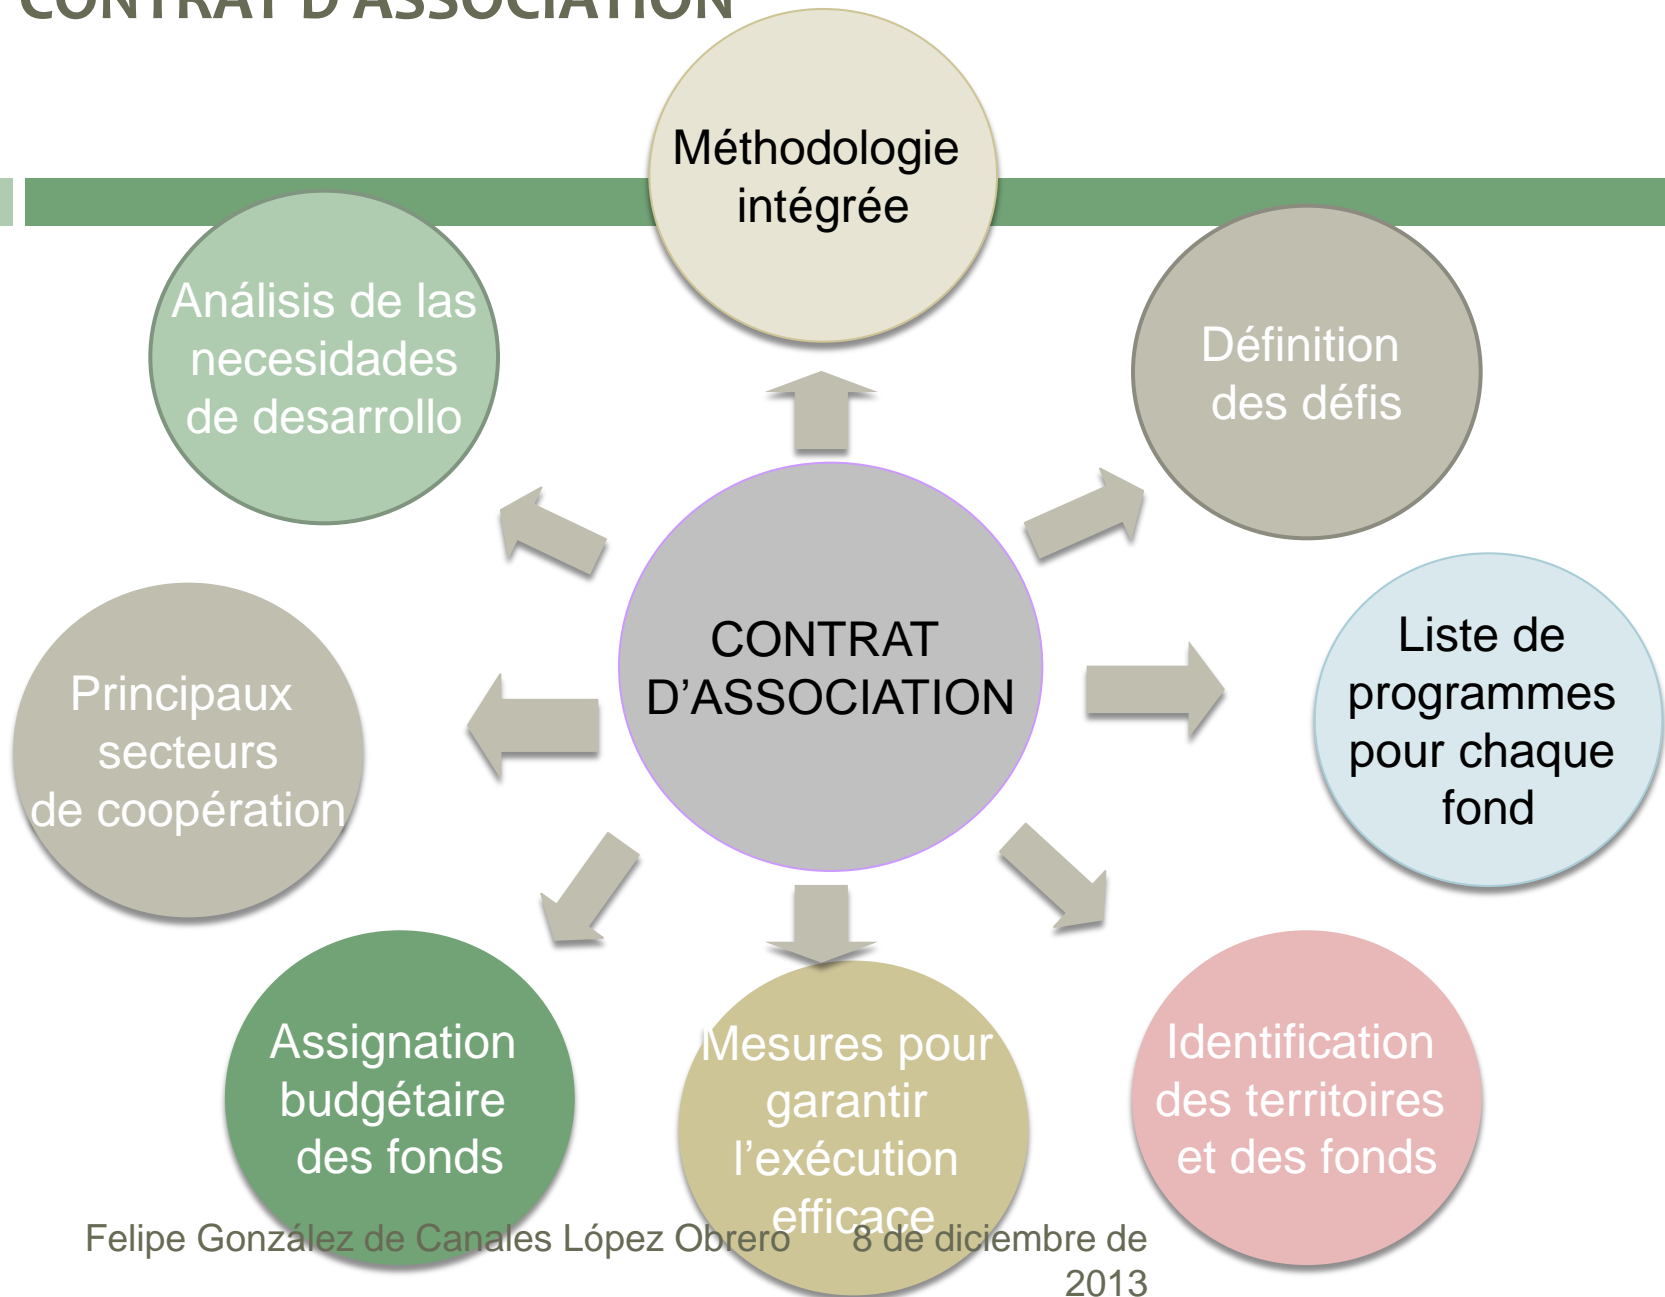 CONTRAT D'ASSOCIATION
Méthodologie
intégrée
Análisis de las
necesidades
de desarrollo
Définition
des défis
CONTRAT
D’ASSOCIATION
Liste de
programmes
pour chaque
fond
Principaux
secteurs
de coopération
Assignation
budgétaire
des fonds
Mesures pour
garantir
l’exécution
efficace
Identification
des territoires
et des fonds
Felipe González de Canales López Obrero
8 de diciembre de
2013